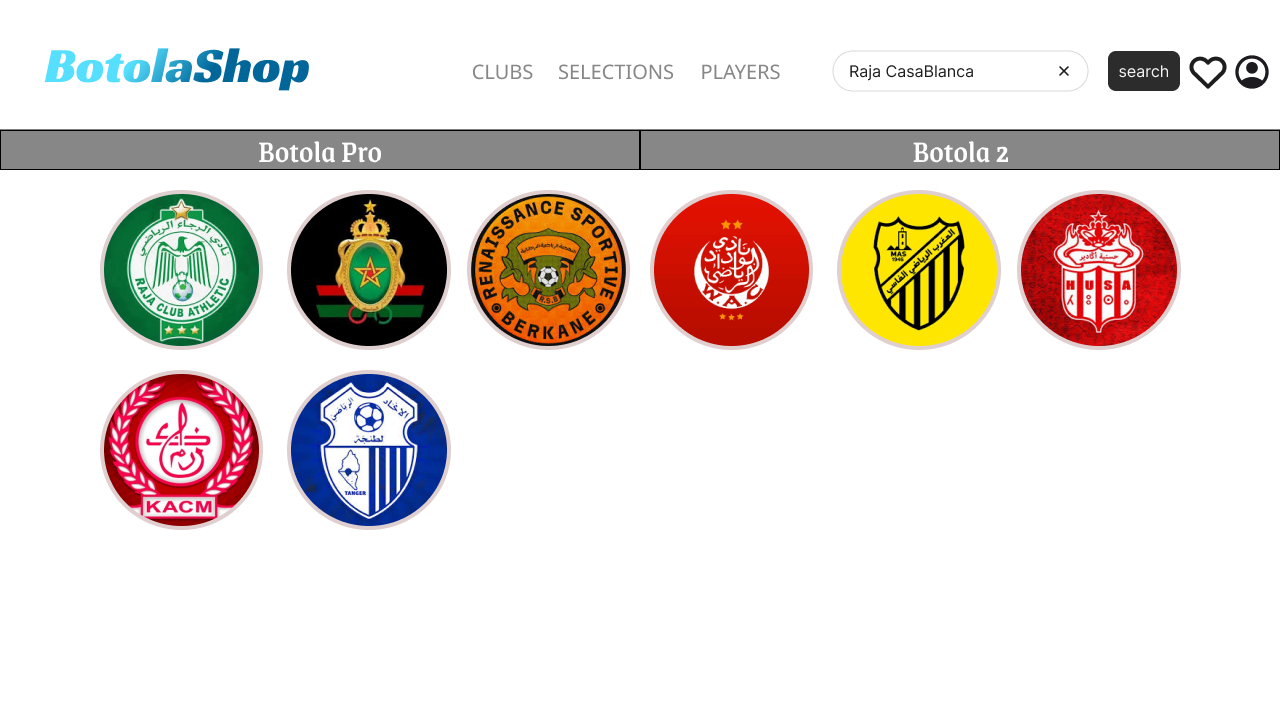 BotolaShop
CLUBS SELECTIONS PLAYERS
Raja CasaBlanca ×
search
Botola Pro
Botola 2
نادي الرجاء الرياضي
RAJA CLUB ATHLETIC
RENAISSANCE SPORTIVE
R.S.B
BERKANE
نادي
الوداد
الرياضي
W.A.C
MAS
1946
المغرب الرياضي الفاسي
حسنية أكادير
HUSA
KACM
الاتحاد الرياضي
لطنجة
TANGER